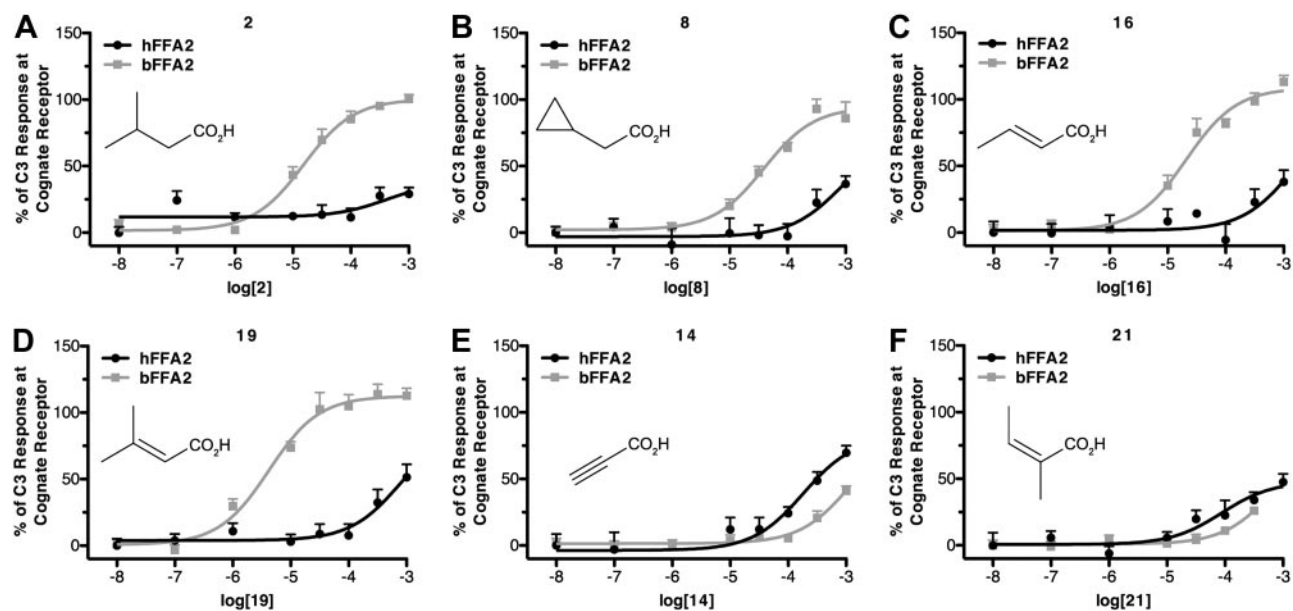 A
2
% of C3 Response at
Cognate Receptor
150
100
50
0
hFFA2
bFFA2
CO2H
-8 -7 -6 -5 -4 -3
log[2]
B
8
% of C3 Response at
Cognate Receptor
150
100
50
0
hFFA2
bFFA2
CO2H
-8 -7 -6 -5 -4 -3
log[8]
C
16
% of C3 Response at
Cognate Receptor
150
100
50
0
hFFA2
bFFA2
CO2H
-8 -7 -6 -5 -4 -3
log[16]
D
19
% of C3 Response at
Cognate Receptor
150
100
50
0
hFFA2
bFFA2
CO2H
-8 -7 -6 -5 -4 -3
log[19]
E
14
% of C3 Response at
Cognate Receptor
150
100
50
0
hFFA2
bFFA2
CO2H
-8 -7 -6 -5 -4 -3
log[14]
F
21
% of C3 Response at
Cognate Receptor
150
100
50
0
hFFA2
bFFA2
CO2H
-8 -7 -6 -5 -4 -3
log[21]